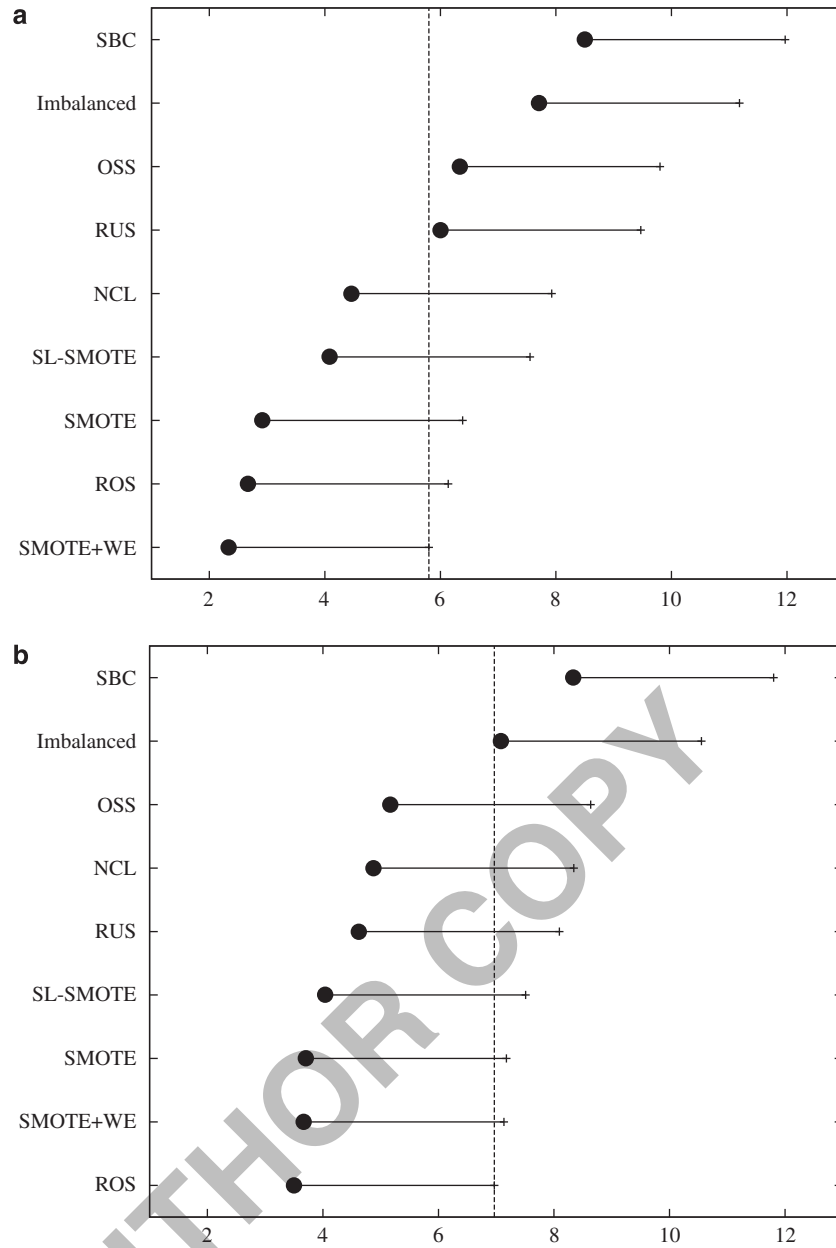 a
SBC
Imbalanced
OSS
RUS
NCL
SL-SMOTE
SMOTE
ROS
SMOTE+WE
2 4 6 8 10 12
b
SBC
Imbalanced
OSS
NCL
RUS
SL-SMOTE
SMOTE
SMOTE+WE
ROS
2 4 6 8 10 12
THOR COPY